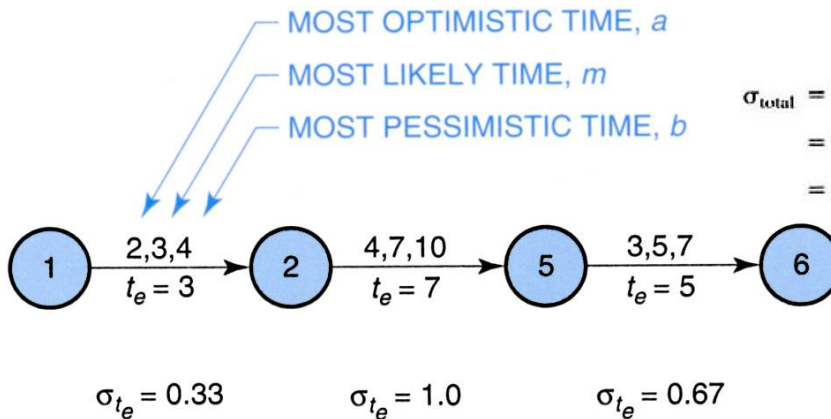 MOST OPTIMISTIC TIME, a
MOST LIKELY TIME, m
MOST PESSIMISTIC TIME, b
σtotal =
=
=
1 2,3,4 2 4,7,10 5 3,5,7 6
te = 3 te = 7 te = 5
σte = 0.33 σte = 1.0 σte = 0.67